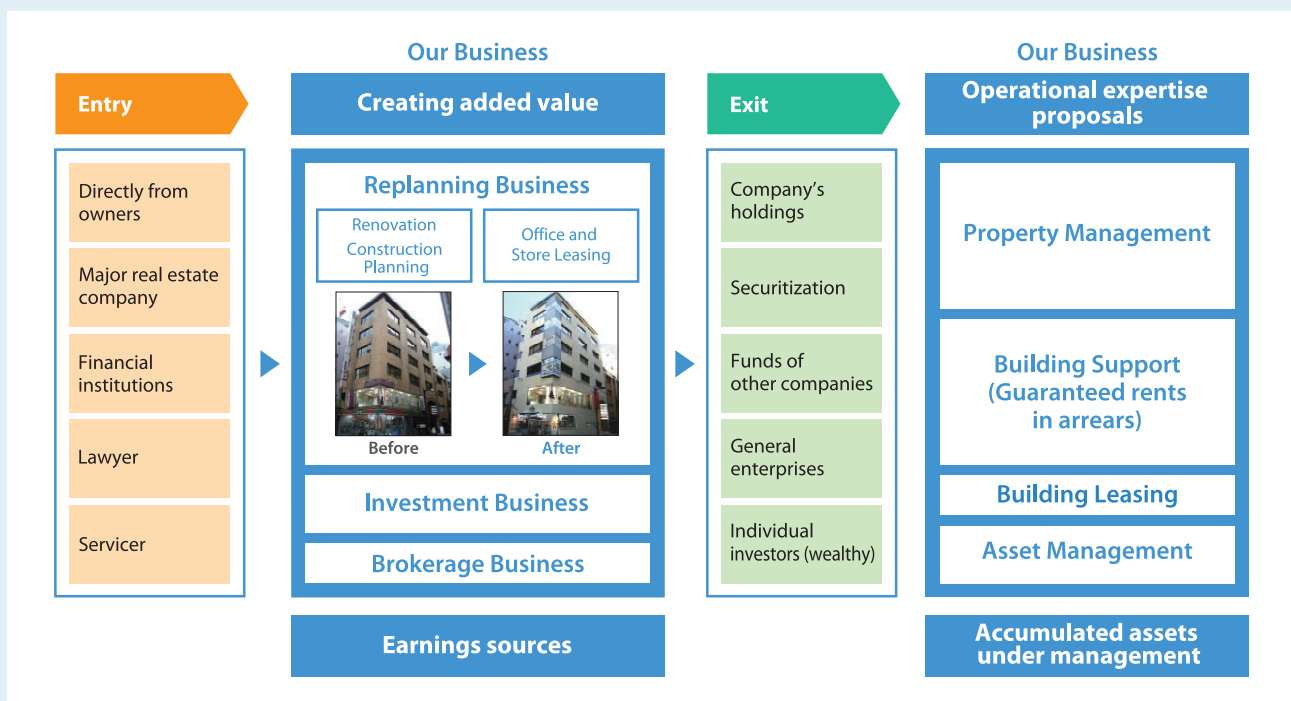 Our Business
Our Business
Entry
Creating added value
Exit
Operational expertise
proposals
Directly from
owners
Major real estate
company
Financial
institutions
Lawyer
Servicer
Replanning Business
Renovation
Construction
Planning
Office and
Store Leasing
Before
After
Investment Business
Brokerage Business
Earnings sources
Company’s
holdings
Securitization
Funds of
other companies
General
enterprises
Individual
investors (wealthy)
Property Management
Building Support
(Guaranteed rents
in arrears)
Building Leasing
Asset Management
Accumulated assets
under management